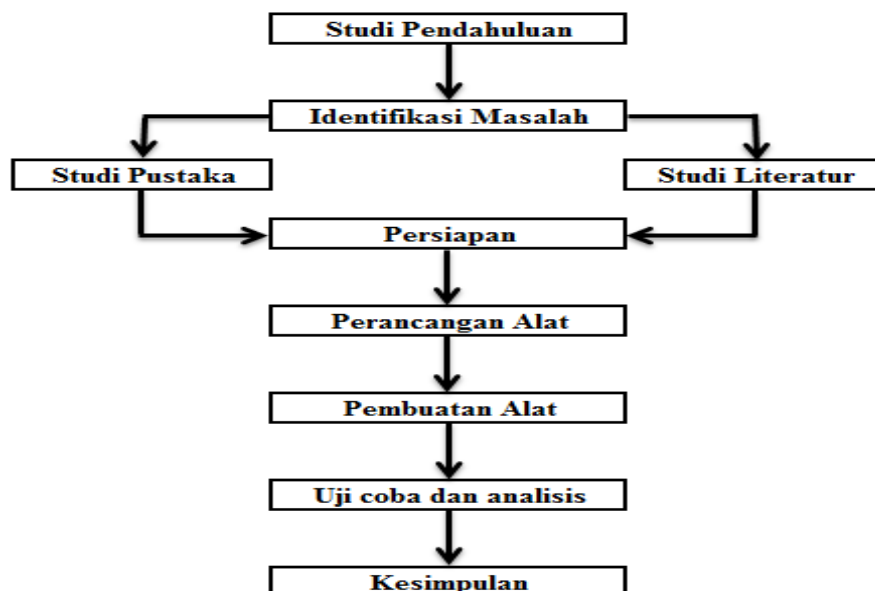 Studi Pendahuluan
Identifikasi Masalah
Studi Pustaka
Studi Literatur
Persiapan
Perancangan Alat
Pembuatan Alat
Uji coba dan analisis
Kesimpulan